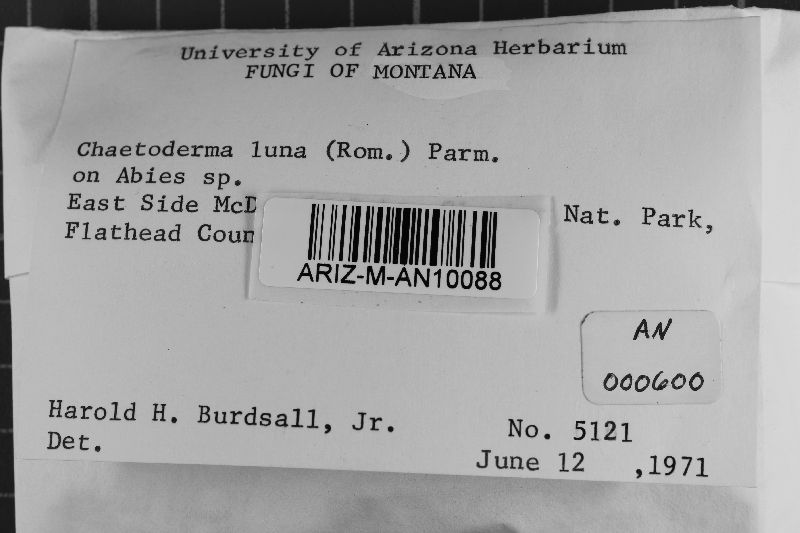 University of Arizona Herbarium
FUNGI OF MONTANA
Chaetoderma luna (Rom.) Parm.
on Abies sp.
East Side McD Nat. Park,
Flathead Coun
ARIZ-M-AN10088
AN
000600
Harold H. Burdsall, Jr. No. 5121
Det. June 12 ,1971